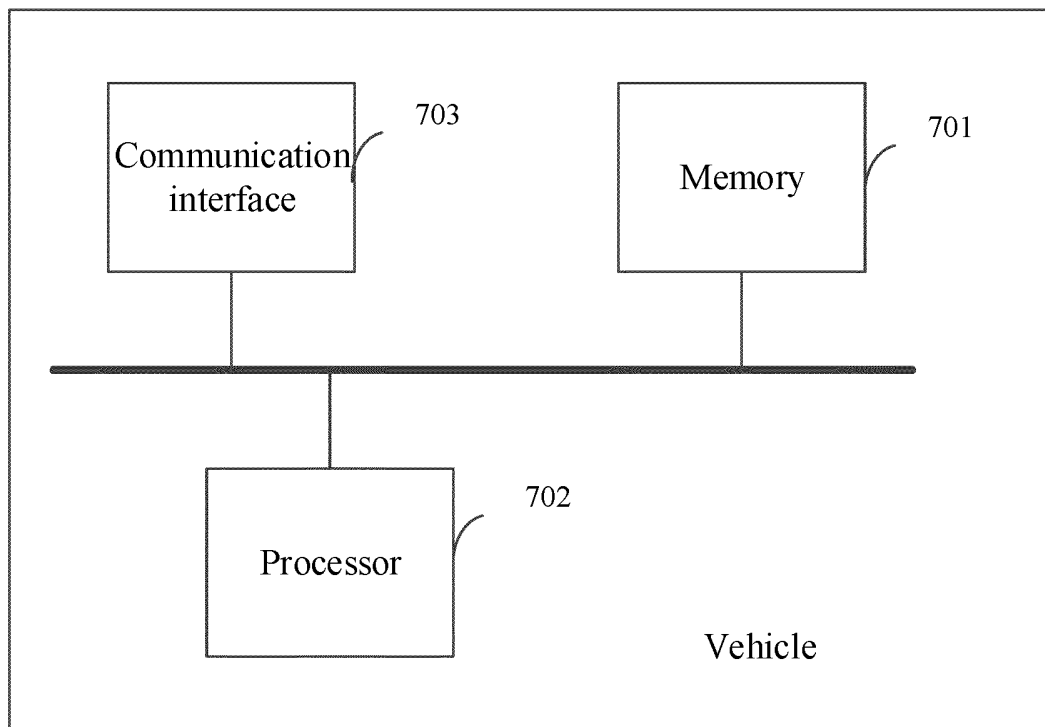 703
Communication
interface
701
Memory
702
Processor
Vehicle